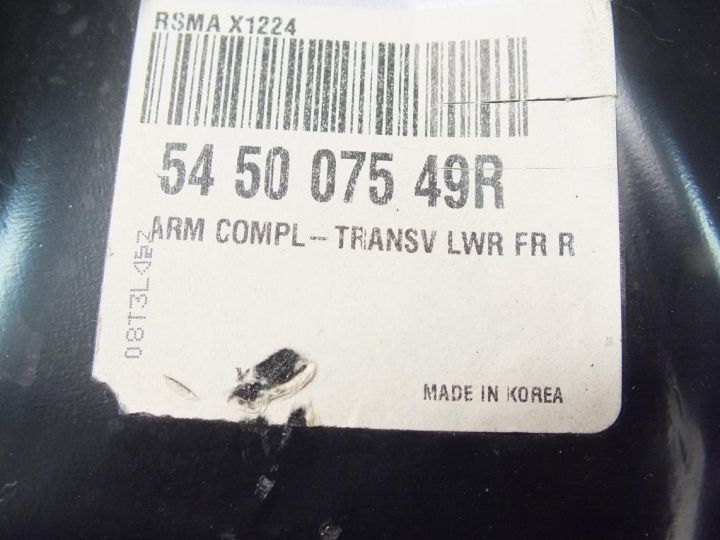 RSMA X1224
54 50 075 49R
ARM COMPL-TRANSV LWR FR R
MADE IN KOREA